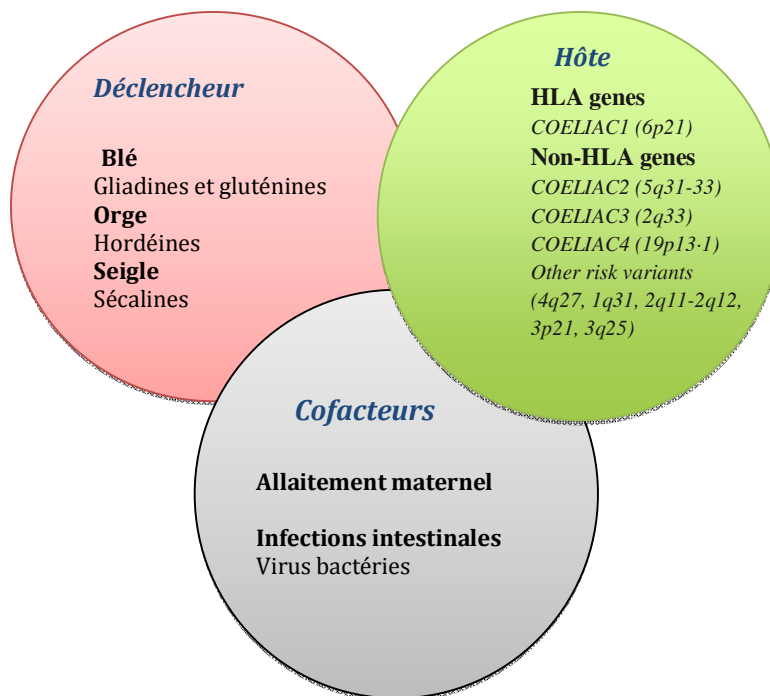 Déclencheur
Blé
Gliadines et gluténines
Orge
Hordéines
Seigle
Sécalines
Hôte
HLA genes
COELIAC1 (6p21)
Non-HLA genes
COELIAC2 (5q31-33)
COELIAC3 (2q33)
COELIAC4 (19p13·1)
Other risk variants
(4q27, 1q31, 2q11-2q12,
3p21, 3q25)
Cofacteurs
Allaitement maternel
Infections intestinales
Virus bactéries